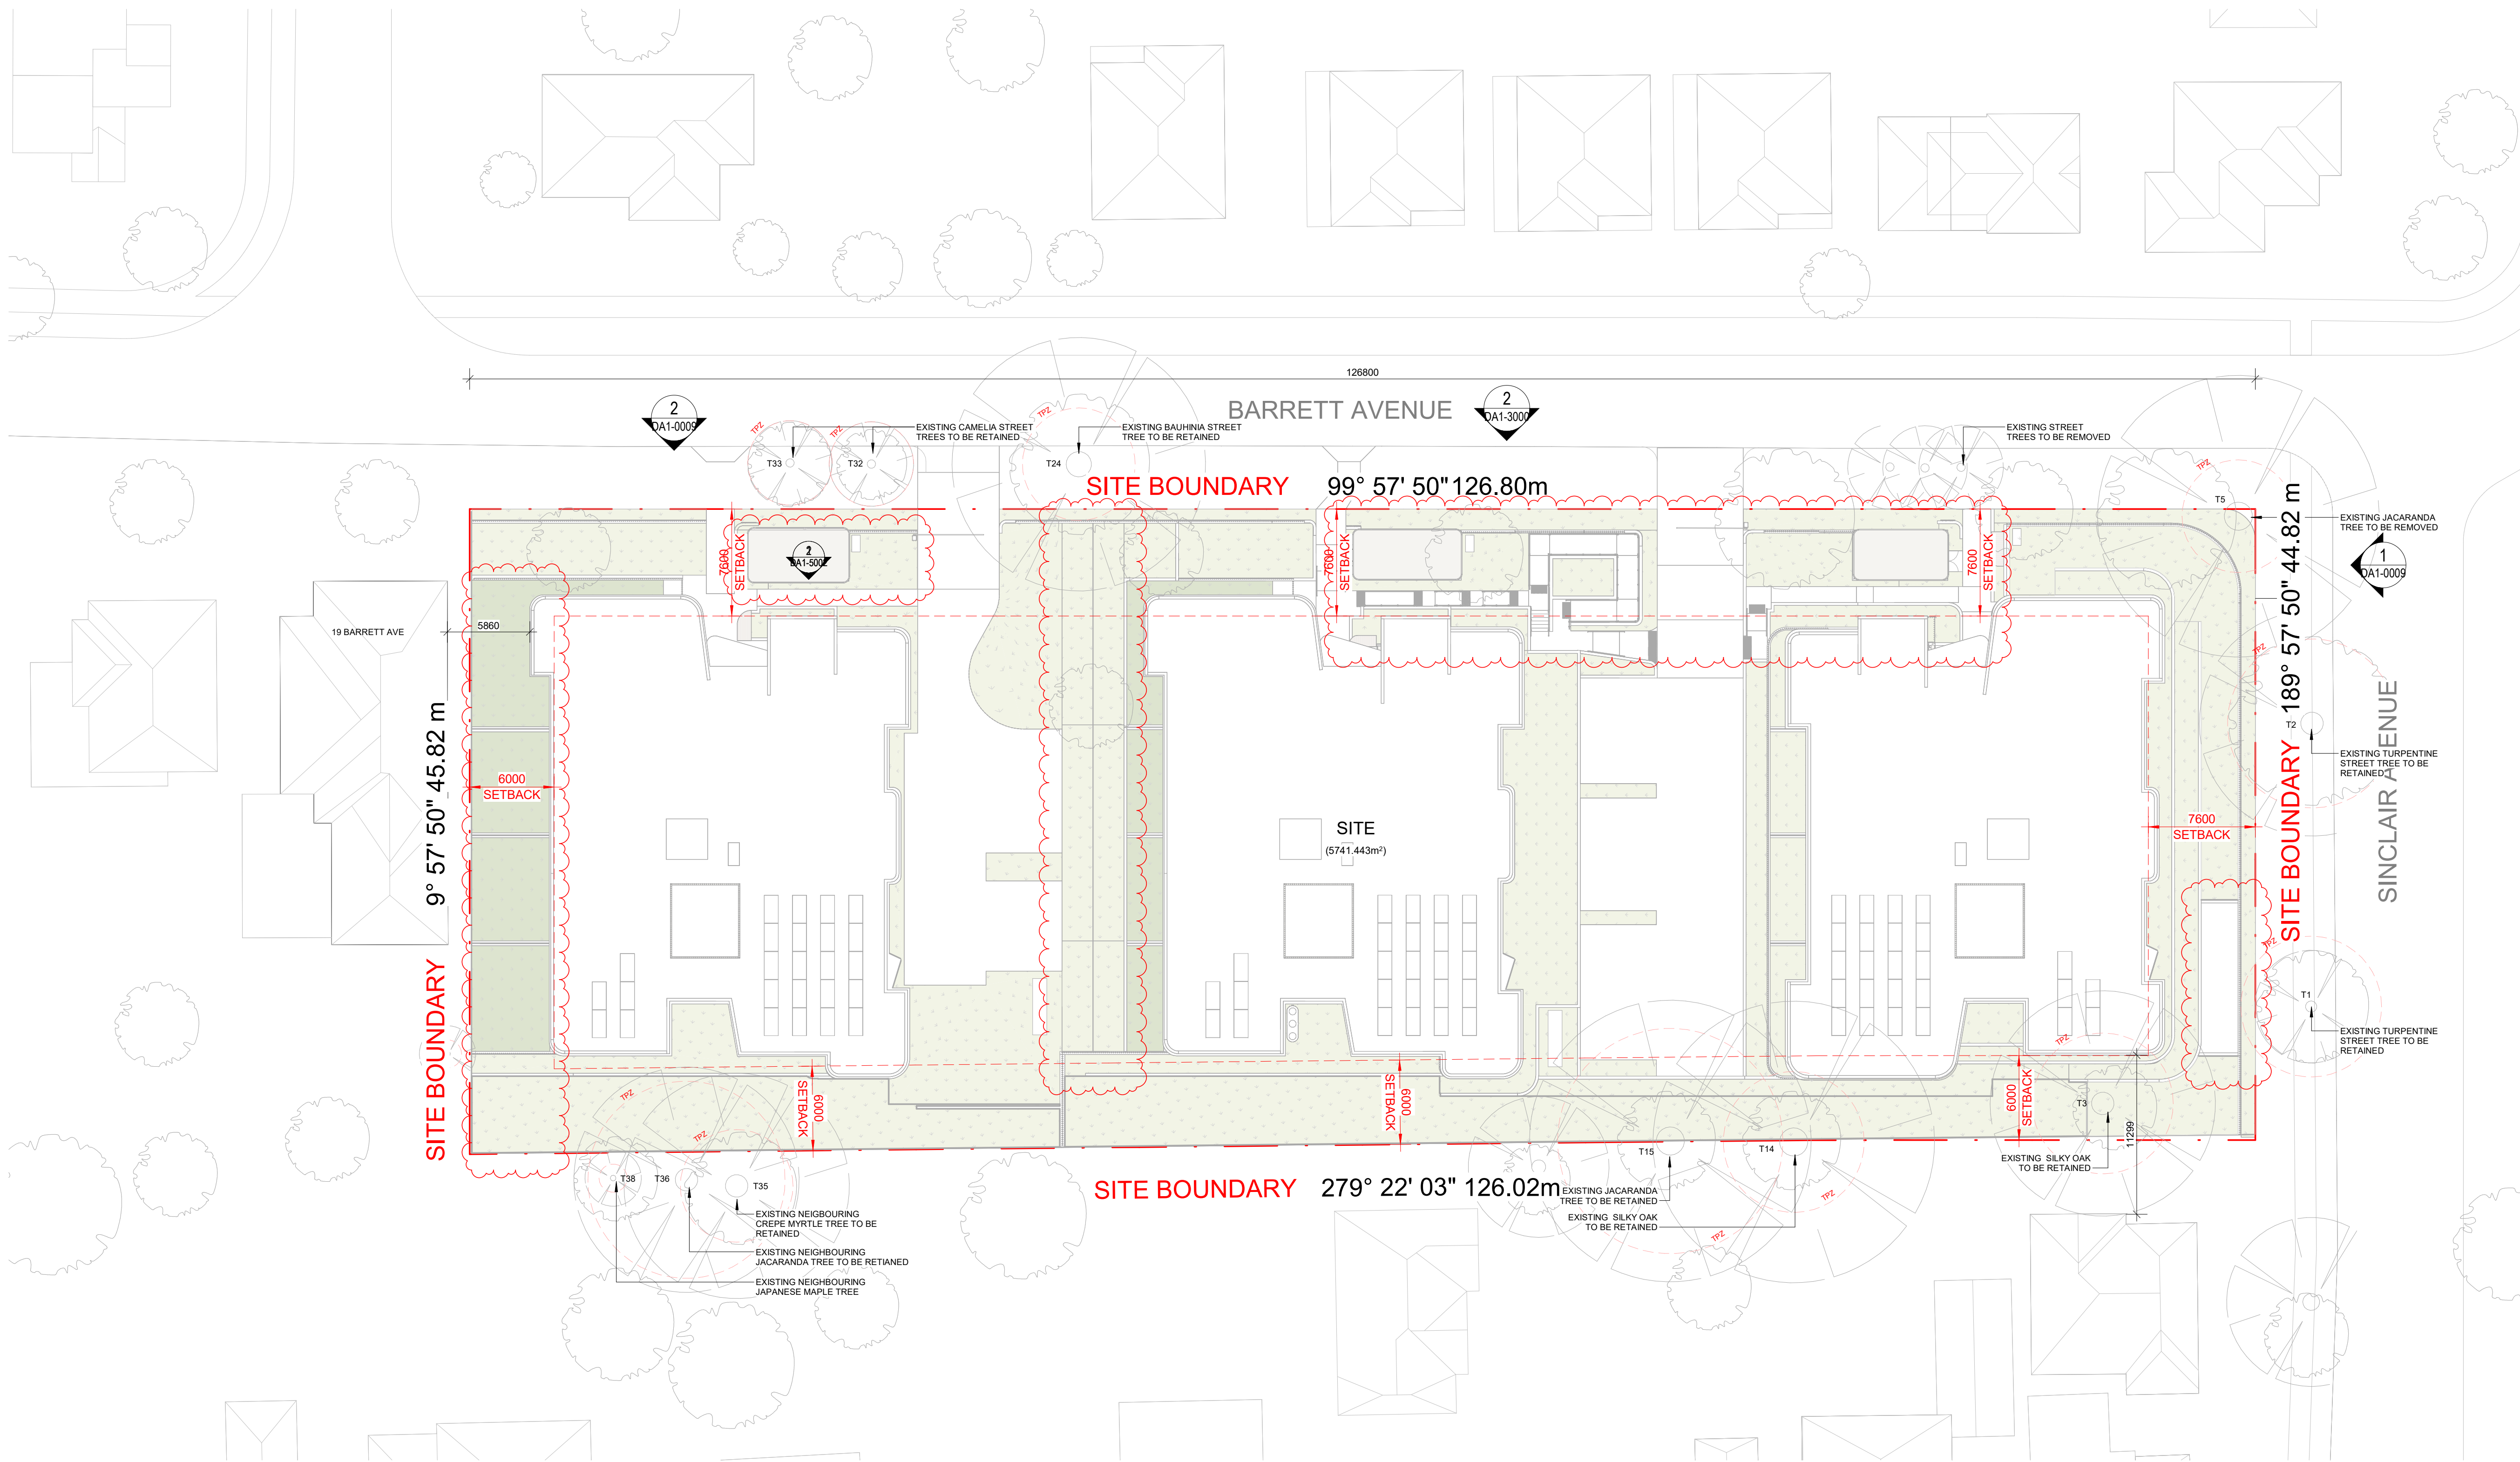 126800
BARRETT AVENUE
2
DA1-0009
2
DA1-3000
TPZ
TPZ
TPZ
EXISTING CAMELIA STREET
TREES TO BE RETAINED
EXISTING BAUHINIA STREET
TREE TO BE RETAINED
EXISTING STREET
TREES TO BE REMOVED
T33
T32
T24
TPZ
T5
SITE BOUNDARY
99° 57' 50"
126.80m
EXISTING JACARANDA
TREE TO BE REMOVED
1
DA1-0009
7600
SETBACK
2
DA1-5002
7600
SETBACK
7600
SETBACK
189° 57' 50" 44.82 m
SITE BOUNDARY
19 BARRETT AVE
5860
TPZ
T2
SINCLAIR AVENUE
EXISTING TURPENTINE
STREET TREE TO BE
RETAINED
9° 57' 50" 45.82 m
SITE BOUNDARY
6000
SETBACK
SITE
(5741.443m²)
7600
SETBACK
TPZ
T1
EXISTING TURPENTINE
STREET TREE TO BE
RETAINED
TPZ
TPZ
TPZ
6000
SETBACK
6000
SETBACK
6000
SETBACK
T3
11299
T38
T36
T35
T15
T14
EXISTING SILKY OAK
TO BE RETAINED
SITE BOUNDARY
279° 22' 03" 126.02m
EXISTING JACARANDA
TREE TO BE RETAINED
TPZ
EXISTING SILKY OAK
TO BE RETAINED
TPZ
EXISTING NEIGBOURING
CREPE MYRTLE TREE TO BE
RETAINED
EXISTING NEIGHBOURING
JACARANDA TREE TO BE RETIANED
EXISTING NEIGHBOURING
JAPANESE MAPLE TREE